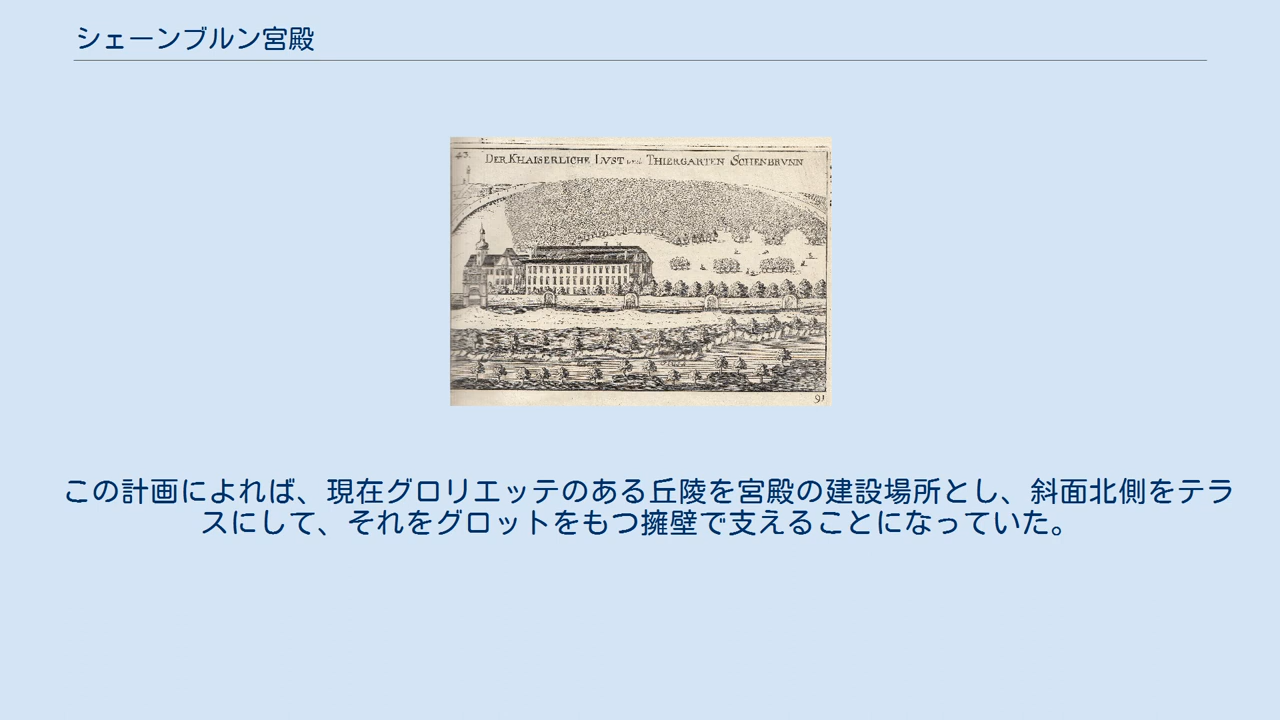 シェーンブルン宮殿
43. DER KHAISERLICHE LVST und THIERGARTEN SCHENBRVNN
91
この計画によれば、現在グロリエッテのある丘陵を宮殿の建設場所とし、斜面北側をテラ
スにして、それをグロットをもつ擁壁で支えることになっていた。